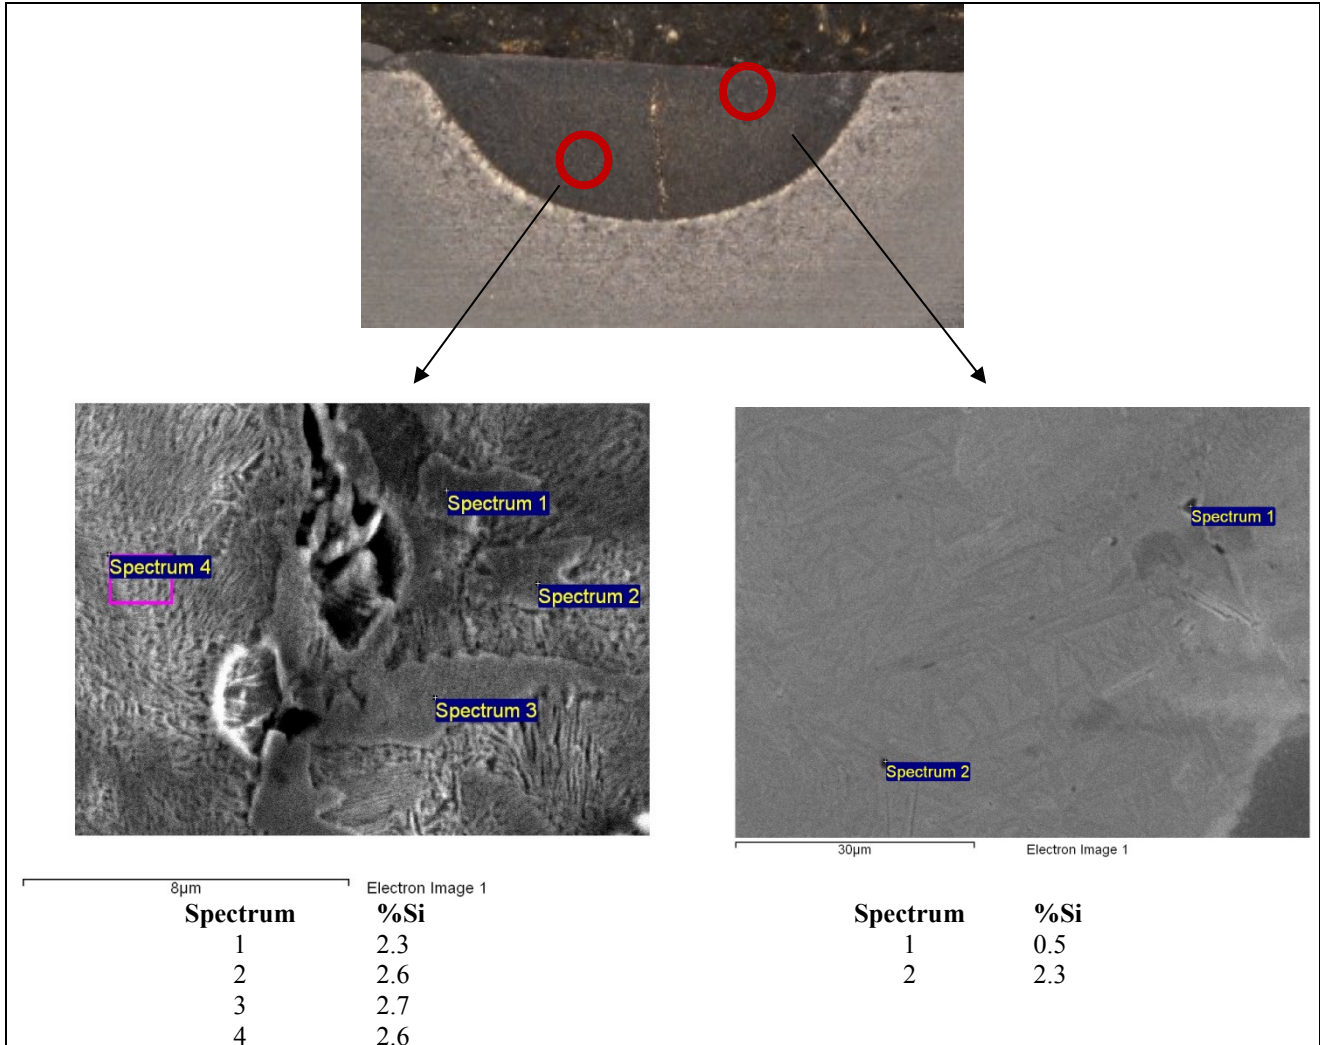 Spectrum 1
Spectrum 4
Spectrum 2
Spectrum 3
8µm Electron Image 1
Spectrum %Si
1 2.3
2 2.6
3 2.7
4 2.6
Spectrum 1
Spectrum 2
30µm Electron Image 1
Spectrum %Si
1 0.5
2 2.3